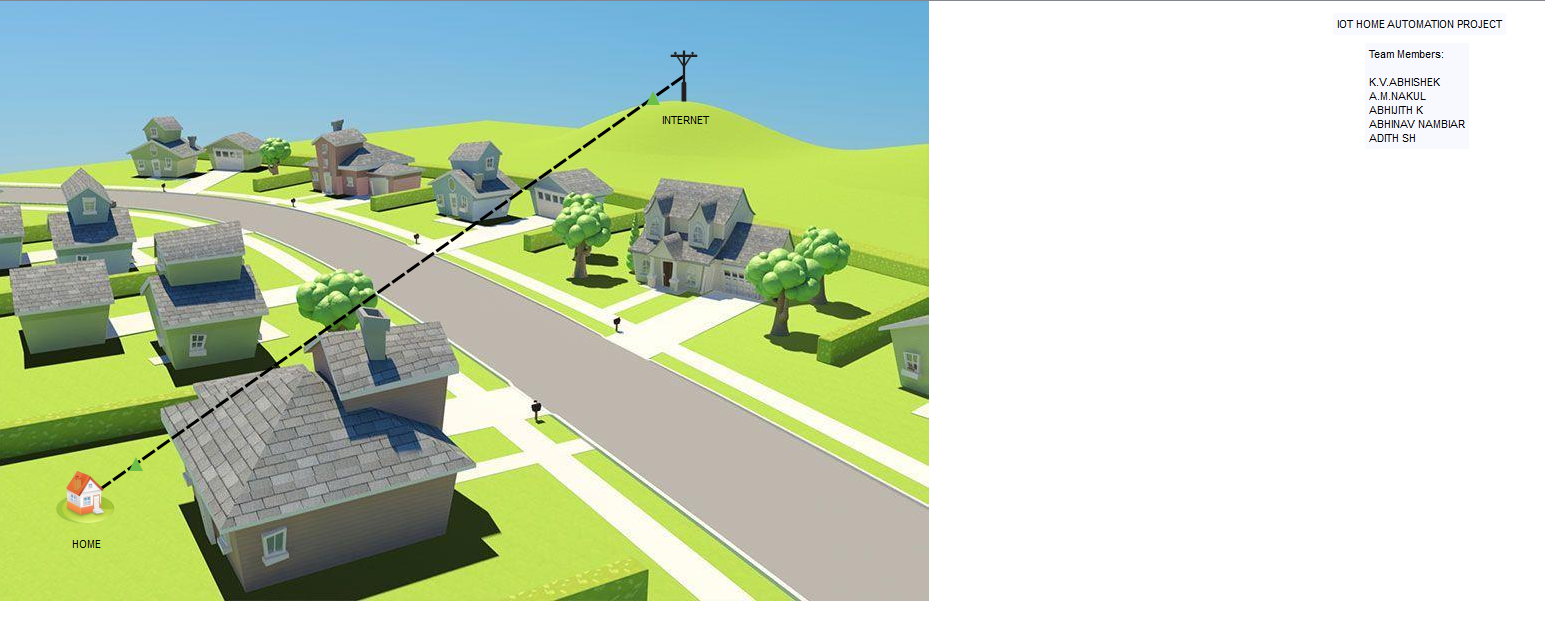 IOT HOME AUTOMATION PROJECT
Team Members:
K.V.ABHISHEK
A.M.NAKUL
ABHIJITH K
ABHINAV NAMBIAR
ADITH SH
INTERNET
HOME